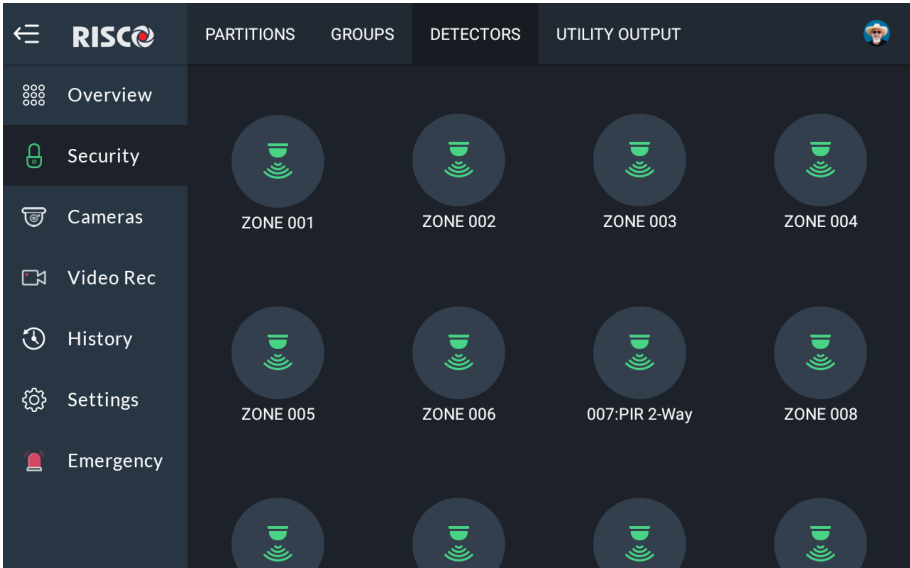 RISCO
PARTITIONS GROUPS DETECTORS UTILITY OUTPUT
Overview
Security
Cameras
Video Rec
History
Settings
Emergency
ZONE 001 ZONE 002 ZONE 003 ZONE 004
ZONE 005 ZONE 006 007:PIR 2-Way ZONE 008